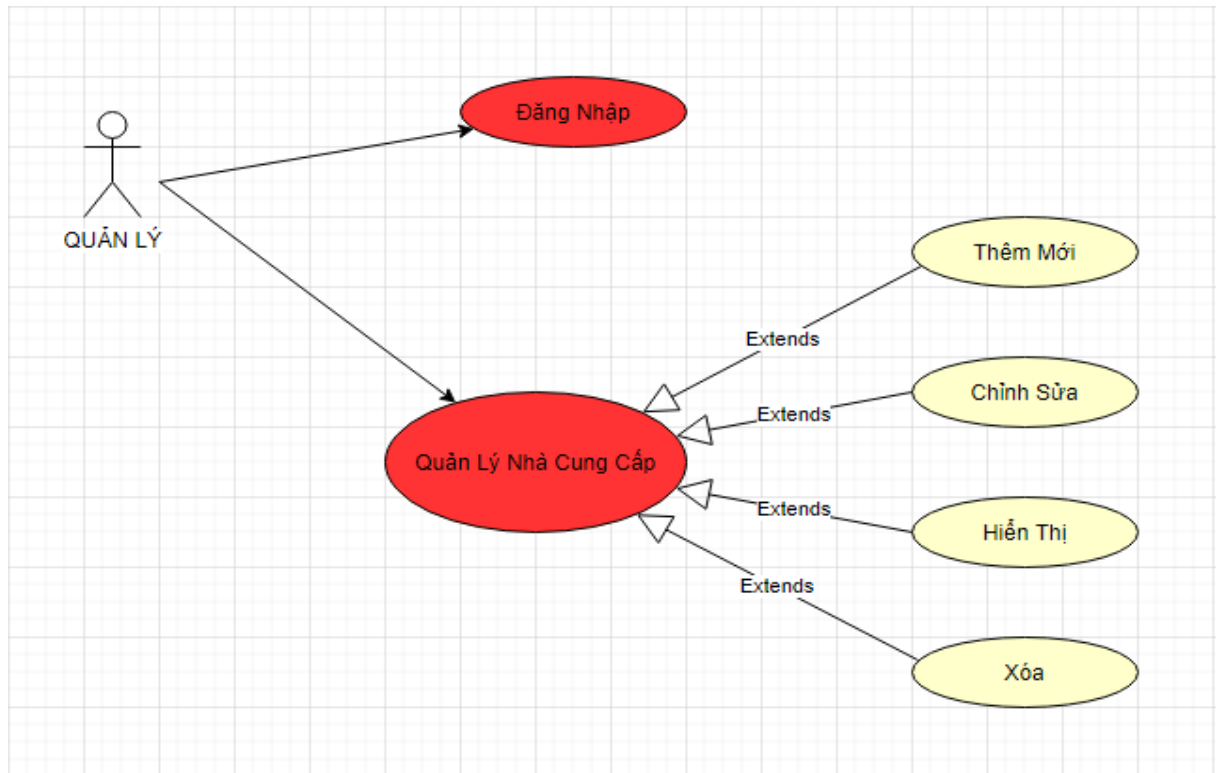 Đăng Nhập
QUẢN LÝ
Thêm Mới
Extends
Chỉnh Sửa
Extends
Quản Lý Nhà Cung Cấp
Extends
Hiển Thị
Extends
Xóa